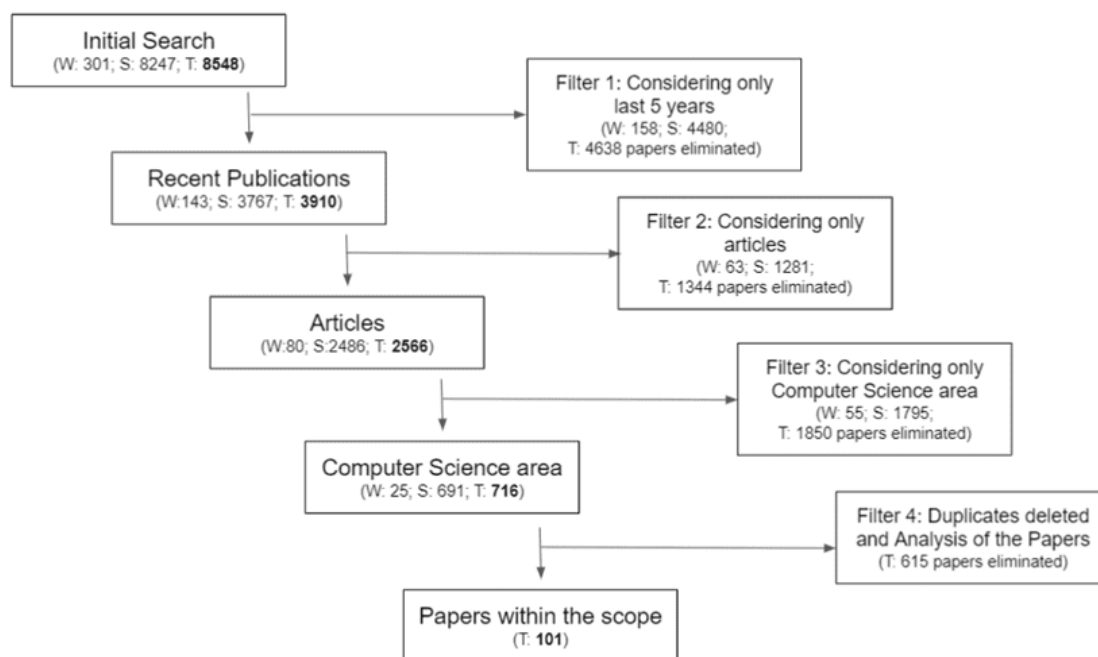 Initial Search
(W: 301; S: 8247; T: 8548)
Filter 1: Considering only
last 5 years
(W: 158; S: 4480;
T: 4638 papers eliminated)
Recent Publications
(W:143; S: 3767; T: 3910)
Filter 2: Considering only
articles
(W: 63; S: 1281;
T: 1344 papers eliminated)
Articles
(W:80; S:2486; T: 2566)
Filter 3: Considering only
Computer Science area
(W: 55; S: 1795;
T: 1850 papers eliminated)
Computer Science area
(W: 25; S: 691; T: 716)
Filter 4: Duplicates deleted
and Analysis of the Papers
(T: 615 papers eliminated)
Papers within the scope
(T: 101)